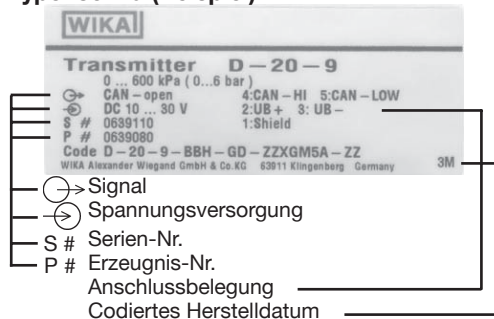 WIKA
Transmitter D-20-9
0 ... 600 kPa (0...6 bar)
CAN-open 4:CAN-HI 5:CAN-LOW
DC 10 ... 30 V 2:UB+ 3: UB-
S # 0639110 1:Shield
P # 0639080
Code D-20-9-BBH-GD-ZZXGM5A-ZZ
WIKA Alexander Wiegand GmbH & Co.KG 63911 Klingenberg Germany 3M
Signal
Spannungsversorgung
S # Serien-Nr.
P # Erzeugnis-Nr.
Anschlussbelegung
Codiertes Herstelldatum